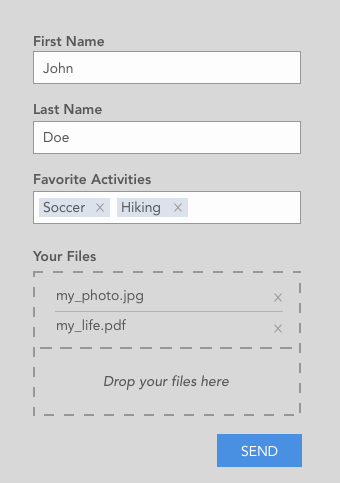 First Name
John
Last Name
Doe
Favorite Activities
Soccer × Hiking ×
Your Files
my_photo.jpg ×
my_life.pdf ×
Drop your files here
SEND